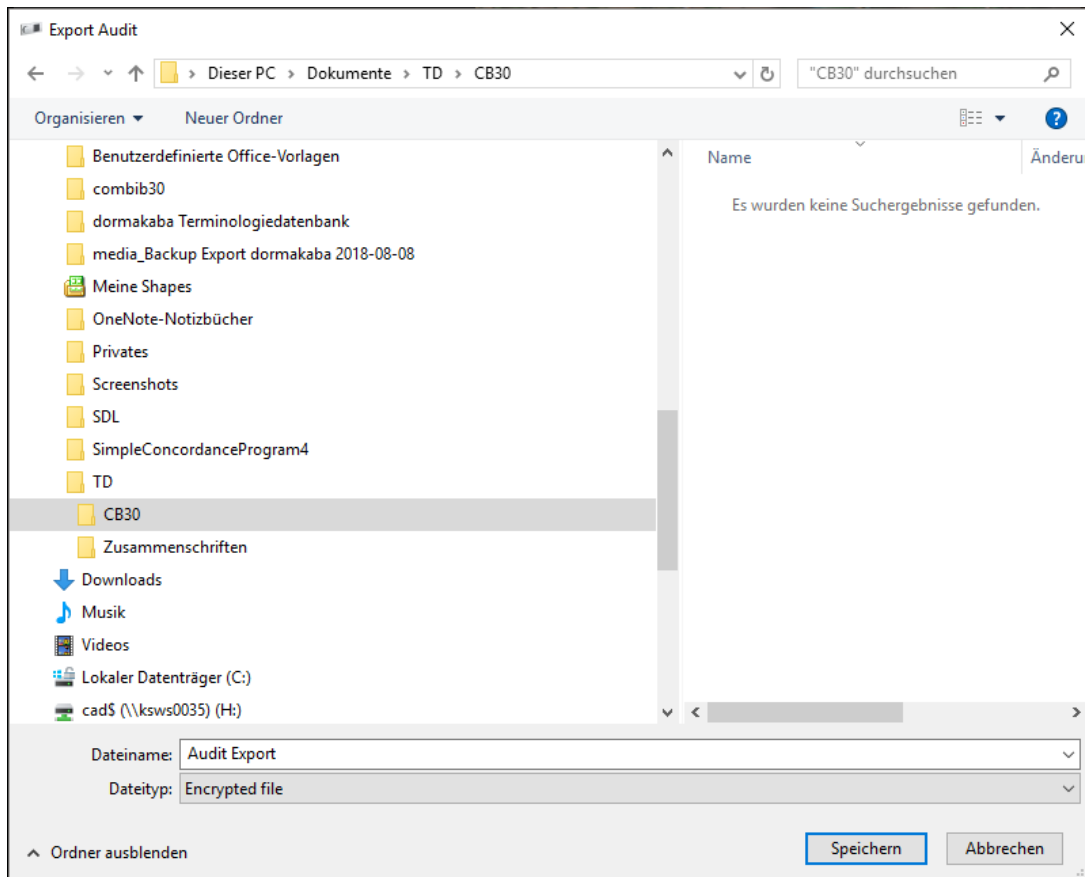 Export Audit
Dieser PC > Dokumente > TD > CB30
"CB30" durchsuchen
Organisieren
Neuer Ordner
?
Benutzerdefinierte Office-Vorlagen
combib30
dormakaba Terminologiedatenbank
media_Backup Export dormakaba 2018-08-08
Meine Shapes
OneNote-Notizbücher
Privates
Screenshots
SDL
SimpleConcordanceProgram4
TD
CB30
Zusammenschriften
Downloads
Musik
Videos
Lokaler Datenträger (C:)
cad$ (\\ksws0035) (H:)
Name
Änderu
Es wurden keine Suchergebnisse gefunden.
Dateiname: Audit Export
Dateityp: Encrypted file
Ordner ausblenden
Speichern
Abbrechen